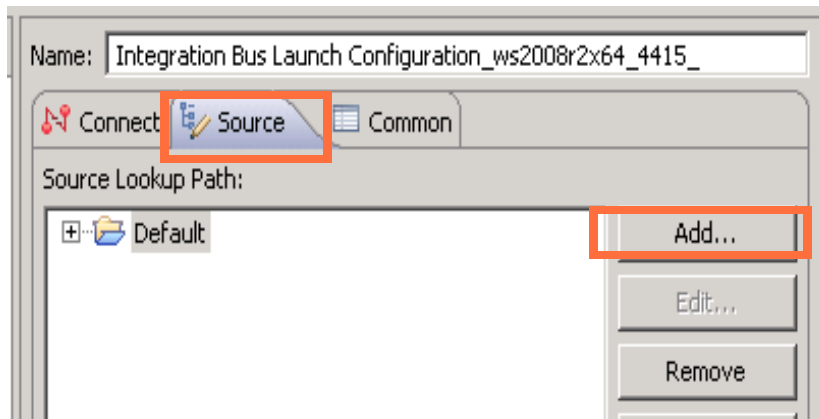 Name: Integration Bus Launch Configuration_ws2008r2x64_4415_
Connect Source Common
Source Lookup Path:
Default Add...
Edit...
Remove